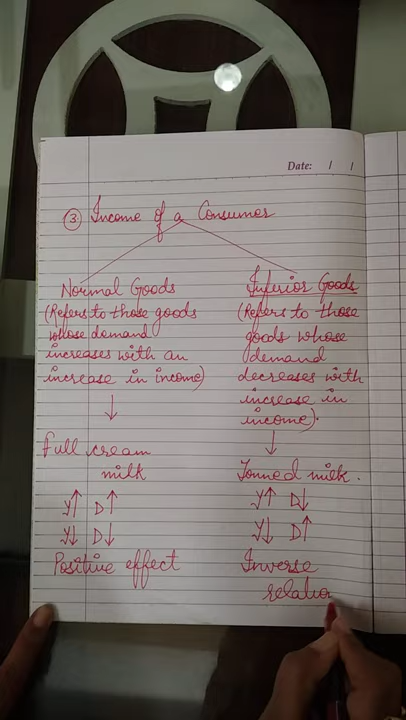 Date: / /
③ Income of a Consumer
Normal Goods
(Refers to those goods
whose demand
increases with an
increase in income)
↓
Full cream
milk
Y↑ D↑
Y↓ D↓
Positive effect
Inferior Goods
(Refers to those
goods whose
demand
decreases with
increase in
income).
↓
Tonned milk.
Y↑ D↓
Y↓ D↑
Inverse
relatio